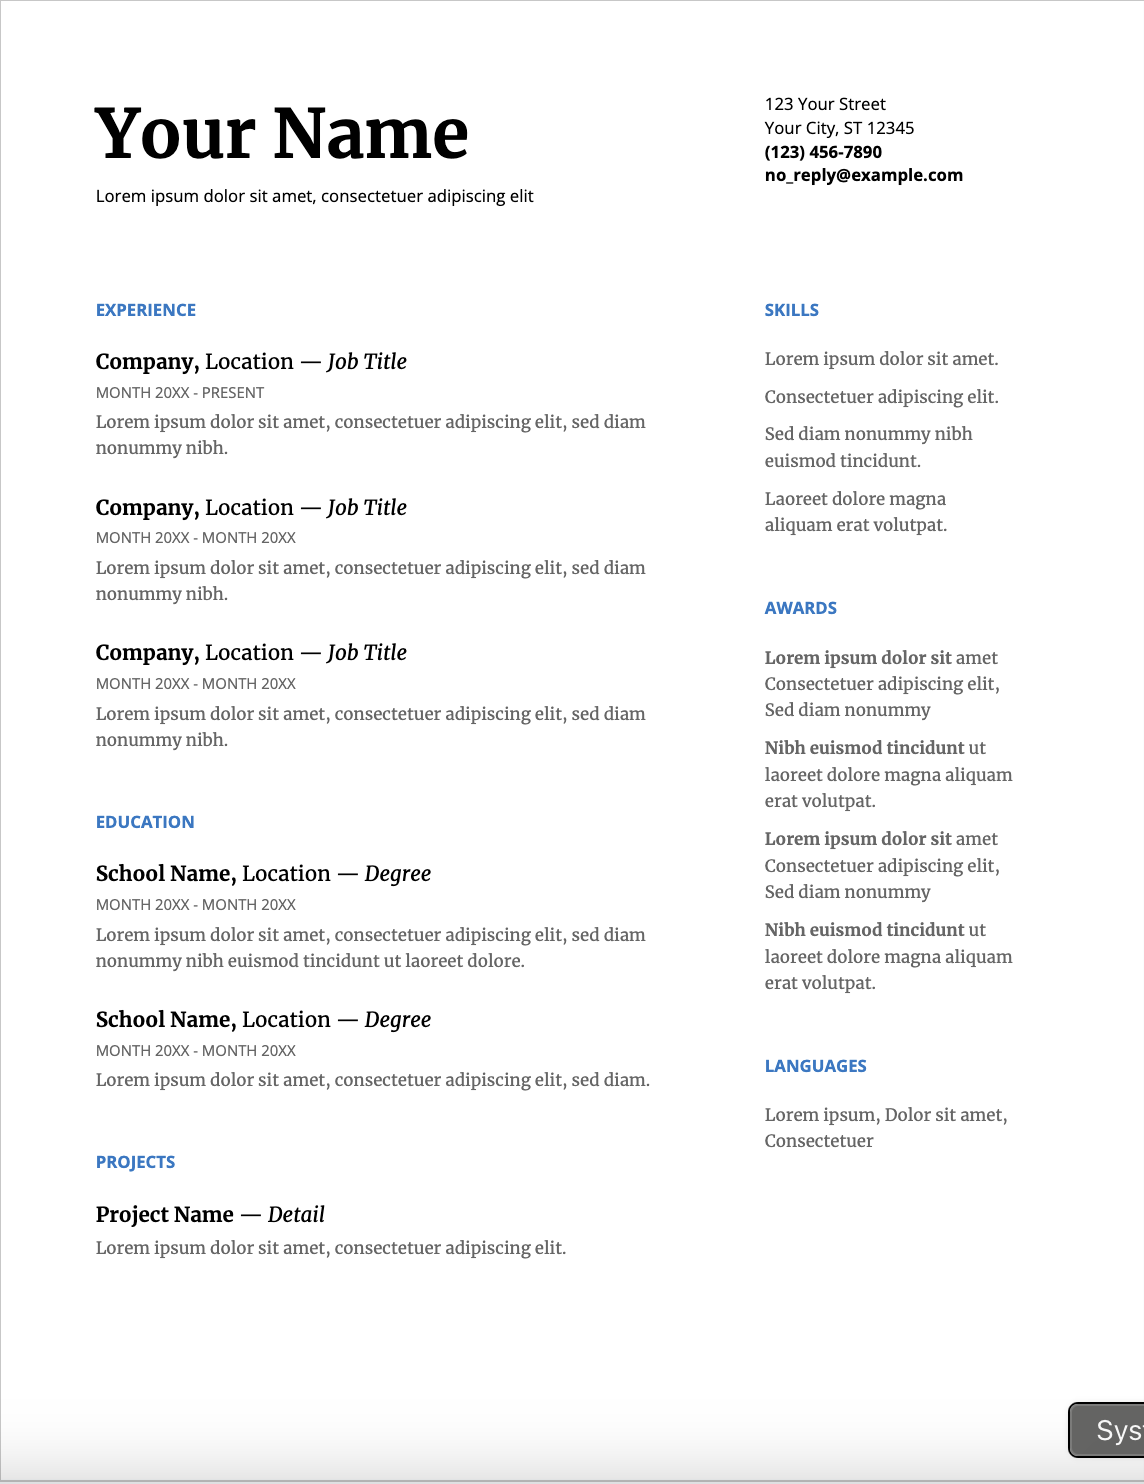 Your Name
Lorem ipsum dolor sit amet, consectetuer adipiscing elit
123 Your Street
Your City, ST 12345
(123) 456-7890
no_reply@example.com
EXPERIENCE
Company, Location — Job Title
MONTH 20XX - PRESENT
Lorem ipsum dolor sit amet, consectetuer adipiscing elit, sed diam
nonummy nibh.
Company, Location — Job Title
MONTH 20XX - MONTH 20XX
Lorem ipsum dolor sit amet, consectetuer adipiscing elit, sed diam
nonummy nibh.
Company, Location — Job Title
MONTH 20XX - MONTH 20XX
Lorem ipsum dolor sit amet, consectetuer adipiscing elit, sed diam
nonummy nibh.
EDUCATION
School Name, Location — Degree
MONTH 20XX - MONTH 20XX
Lorem ipsum dolor sit amet, consectetuer adipiscing elit, sed diam
nonummy nibh euismod tincidunt ut laoreet dolore.
School Name, Location — Degree
MONTH 20XX - MONTH 20XX
Lorem ipsum dolor sit amet, consectetuer adipiscing elit, sed diam.
PROJECTS
Project Name — Detail
Lorem ipsum dolor sit amet, consectetuer adipiscing elit.
SKILLS
Lorem ipsum dolor sit amet.
Consectetuer adipiscing elit.
Sed diam nonummy nibh
euismod tincidunt.
Laoreet dolore magna
aliquam erat volutpat.
AWARDS
Lorem ipsum dolor sit amet
Consectetuer adipiscing elit,
Sed diam nonummy
Nibh euismod tincidunt ut
laoreet dolore magna aliquam
erat volutpat.
Lorem ipsum dolor sit amet
Consectetuer adipiscing elit,
Sed diam nonummy
Nibh euismod tincidunt ut
laoreet dolore magna aliquam
erat volutpat.
LANGUAGES
Lorem ipsum, Dolor sit amet,
Consectetuer